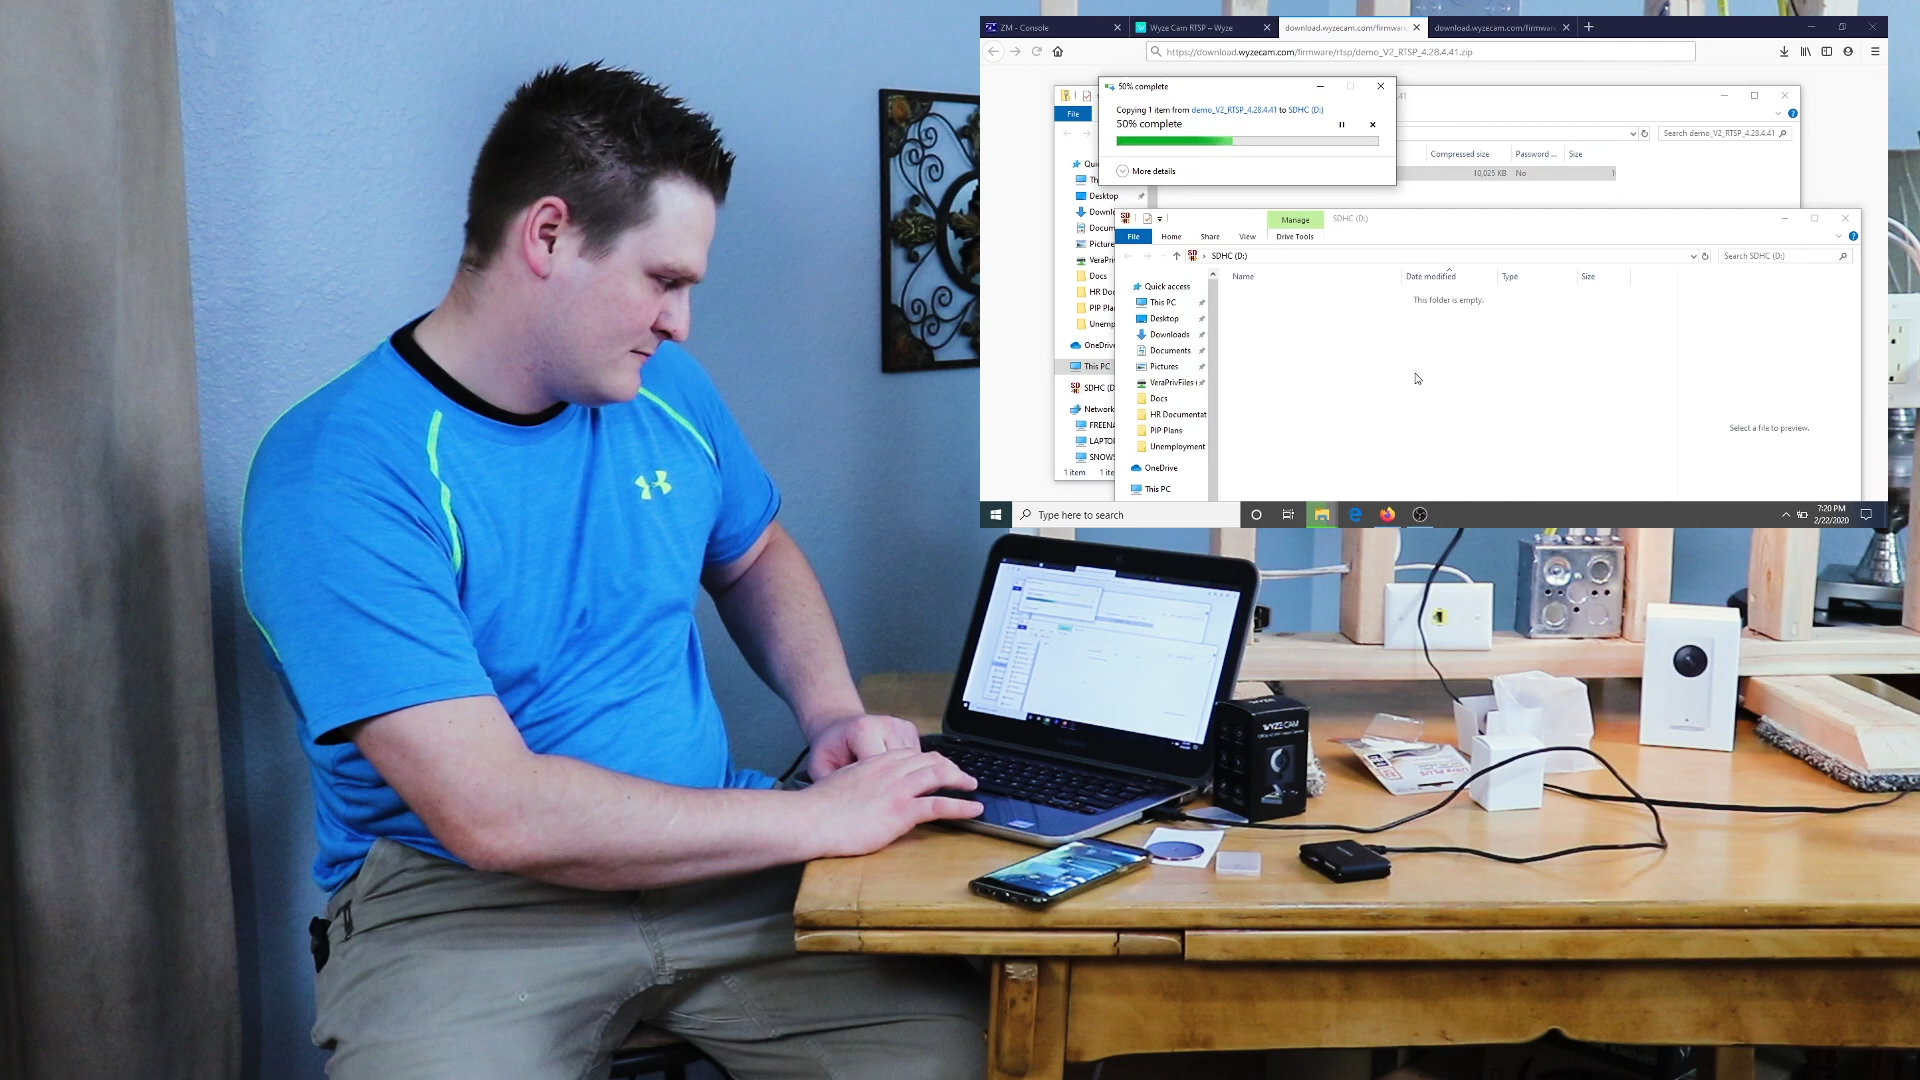 ZM - Console
Wyze Cam RTSP – Wyze
download.wyzecam.com/firmware
download.wyzecam.com/firmware
https://download.wyzecam.com/firmware/rtsp/demo_V2_RTSP_4.28.4.41.zip
50% complete
Copying 1 item from demo_V2_RTSP_4.28.4.41 to SDHC (D:)
50% complete
More details
File
Search demo_V2_RTSP_4.28.4.41
Compressed size
Password ...
Size
10,025 KB
No
Desktop
OneDrive
This PC
SDHC (D
Network
1 item
Manage
SDHC (D:)
File
Home
Share
View
Drive Tools
SDHC (D:)
Search SDHC (D:)
Name
Date modified
Type
Size
This folder is empty.
Quick access
This PC
Desktop
Downloads
Documents
Pictures
VeraPrivFiles
Docs
HR Documentat
PIP Plans
Unemployment
OneDrive
This PC
Select a file to preview.
Type here to search
7:20 PM
2/22/2020
WYZE CAM